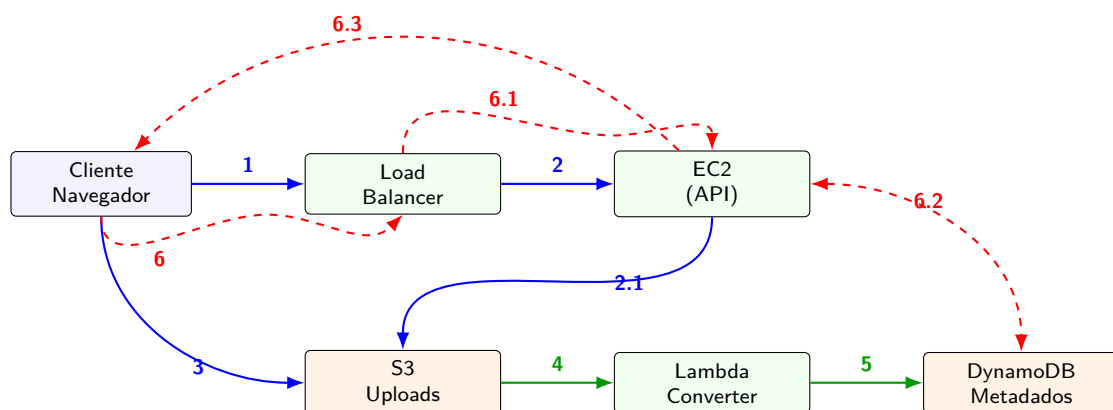 6.3
6.1
Cliente
Navegador
1
Load
Balancer
2
EC2
(API)
6.2
6
2.1
3
S3
Uploads
4
Lambda
Converter
5
DynamoDB
Metadados